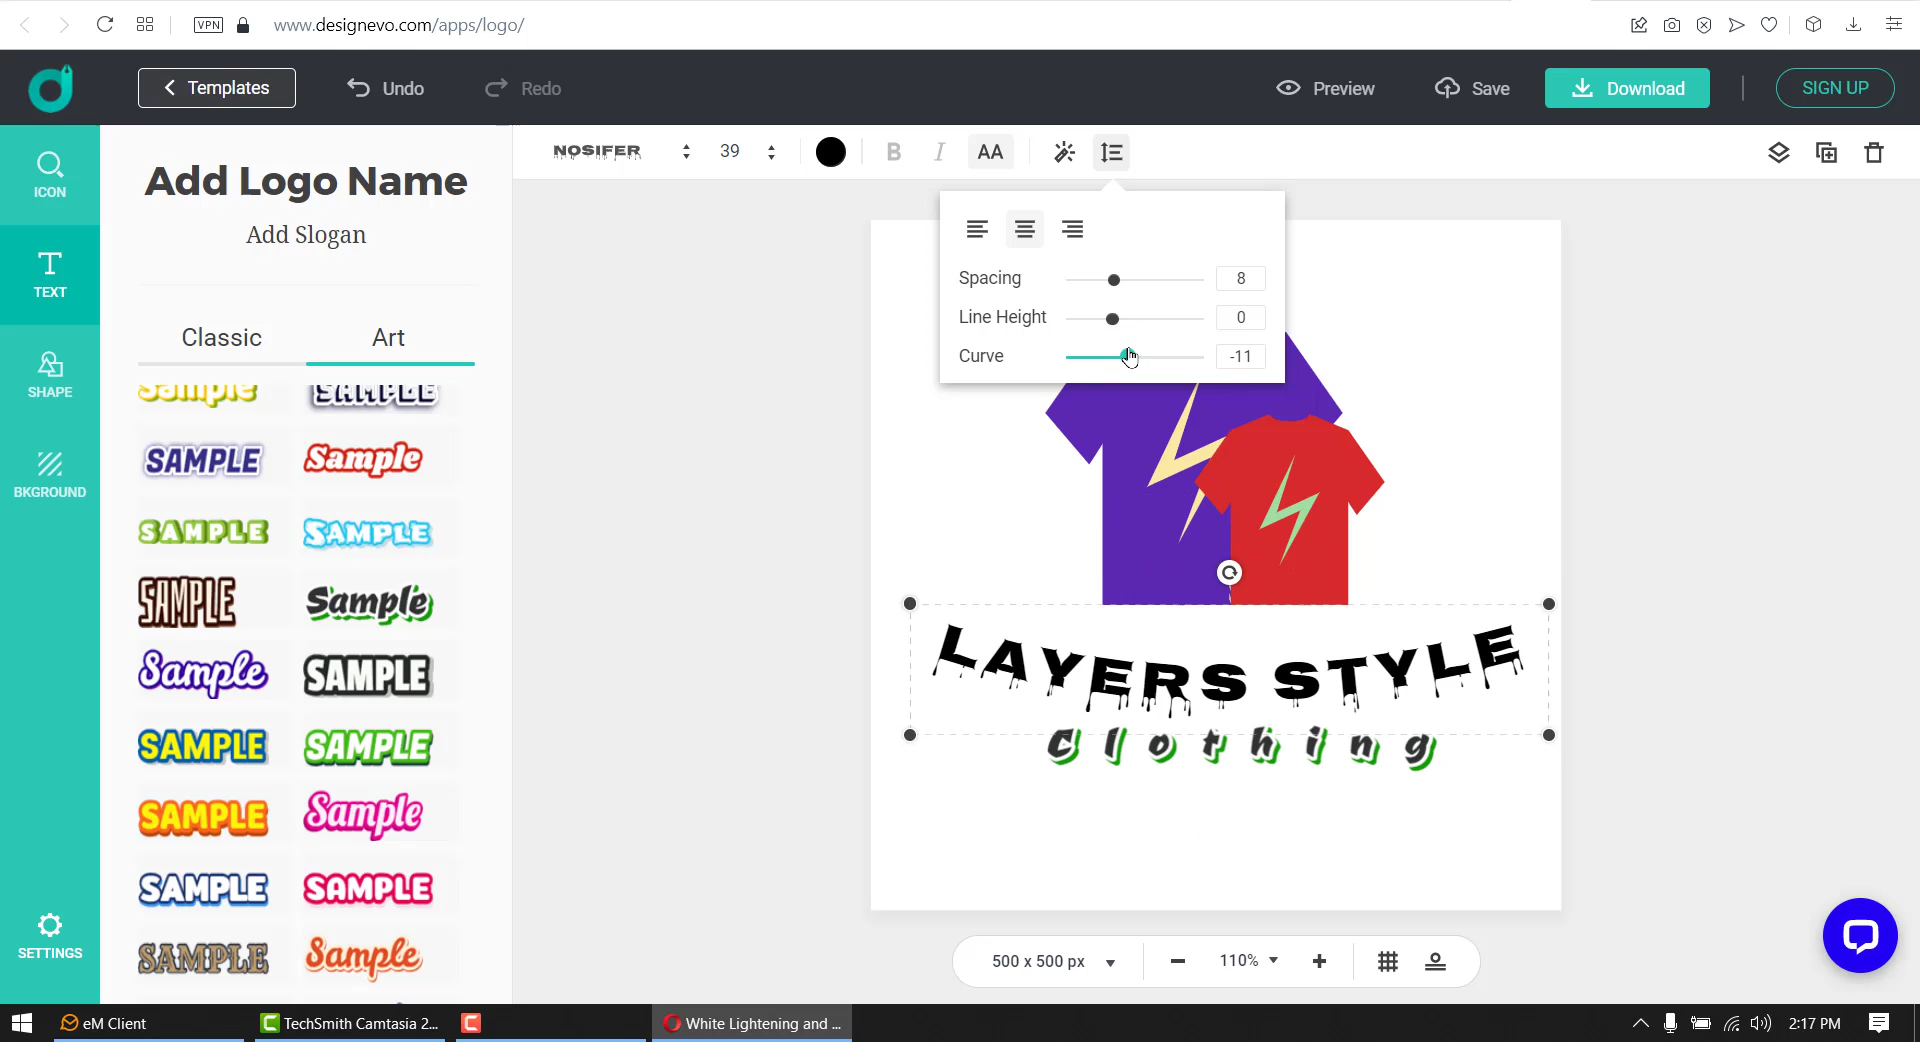 VPN
www.designevo.com/apps/logo/
Templates
Undo
Redo
Preview
Save
Download
SIGN UP
ICON
TEXT
SHAPE
BKGROUND
SETTINGS
Add Logo Name
Add Slogan
Classic
Art
Sample
SAMPLE
SAMPLE
Sample
SAMPLE
SAMPLE
SAMPLE
Sample
Sample
SAMPLE
SAMPLE
SAMPLE
SAMPLE
Sample
SAMPLE
SAMPLE
SAMPLE
Sample
NOSIFER
39
B
I
AA
Spacing
8
Line Height
0
Curve
-11
LAYERS STYLE
Clothing
500 x 500 px
110%
eM Client
TechSmith Camtasia 2...
White Lightening and ...
2:17 PM